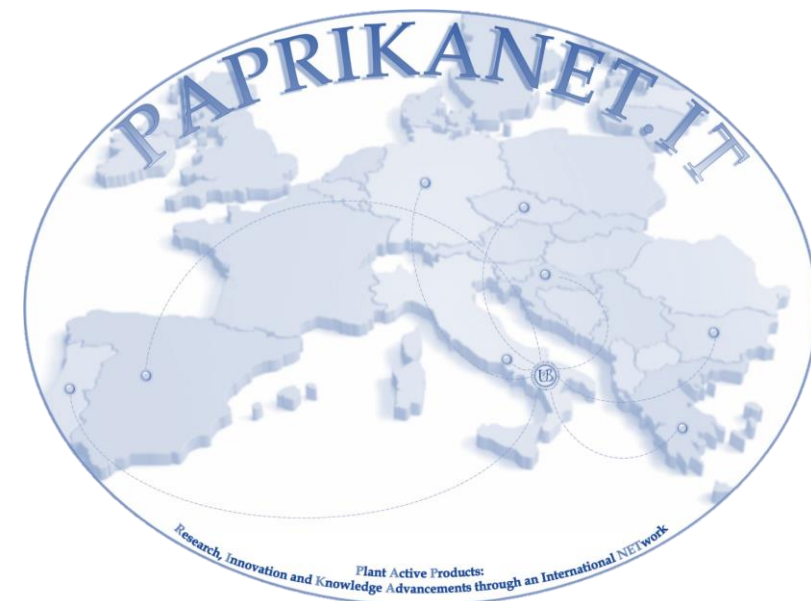 PAPRIKANET.IT
Plant Active Products:
Research, Innovation and Knowledge Advancements through an International NETwork